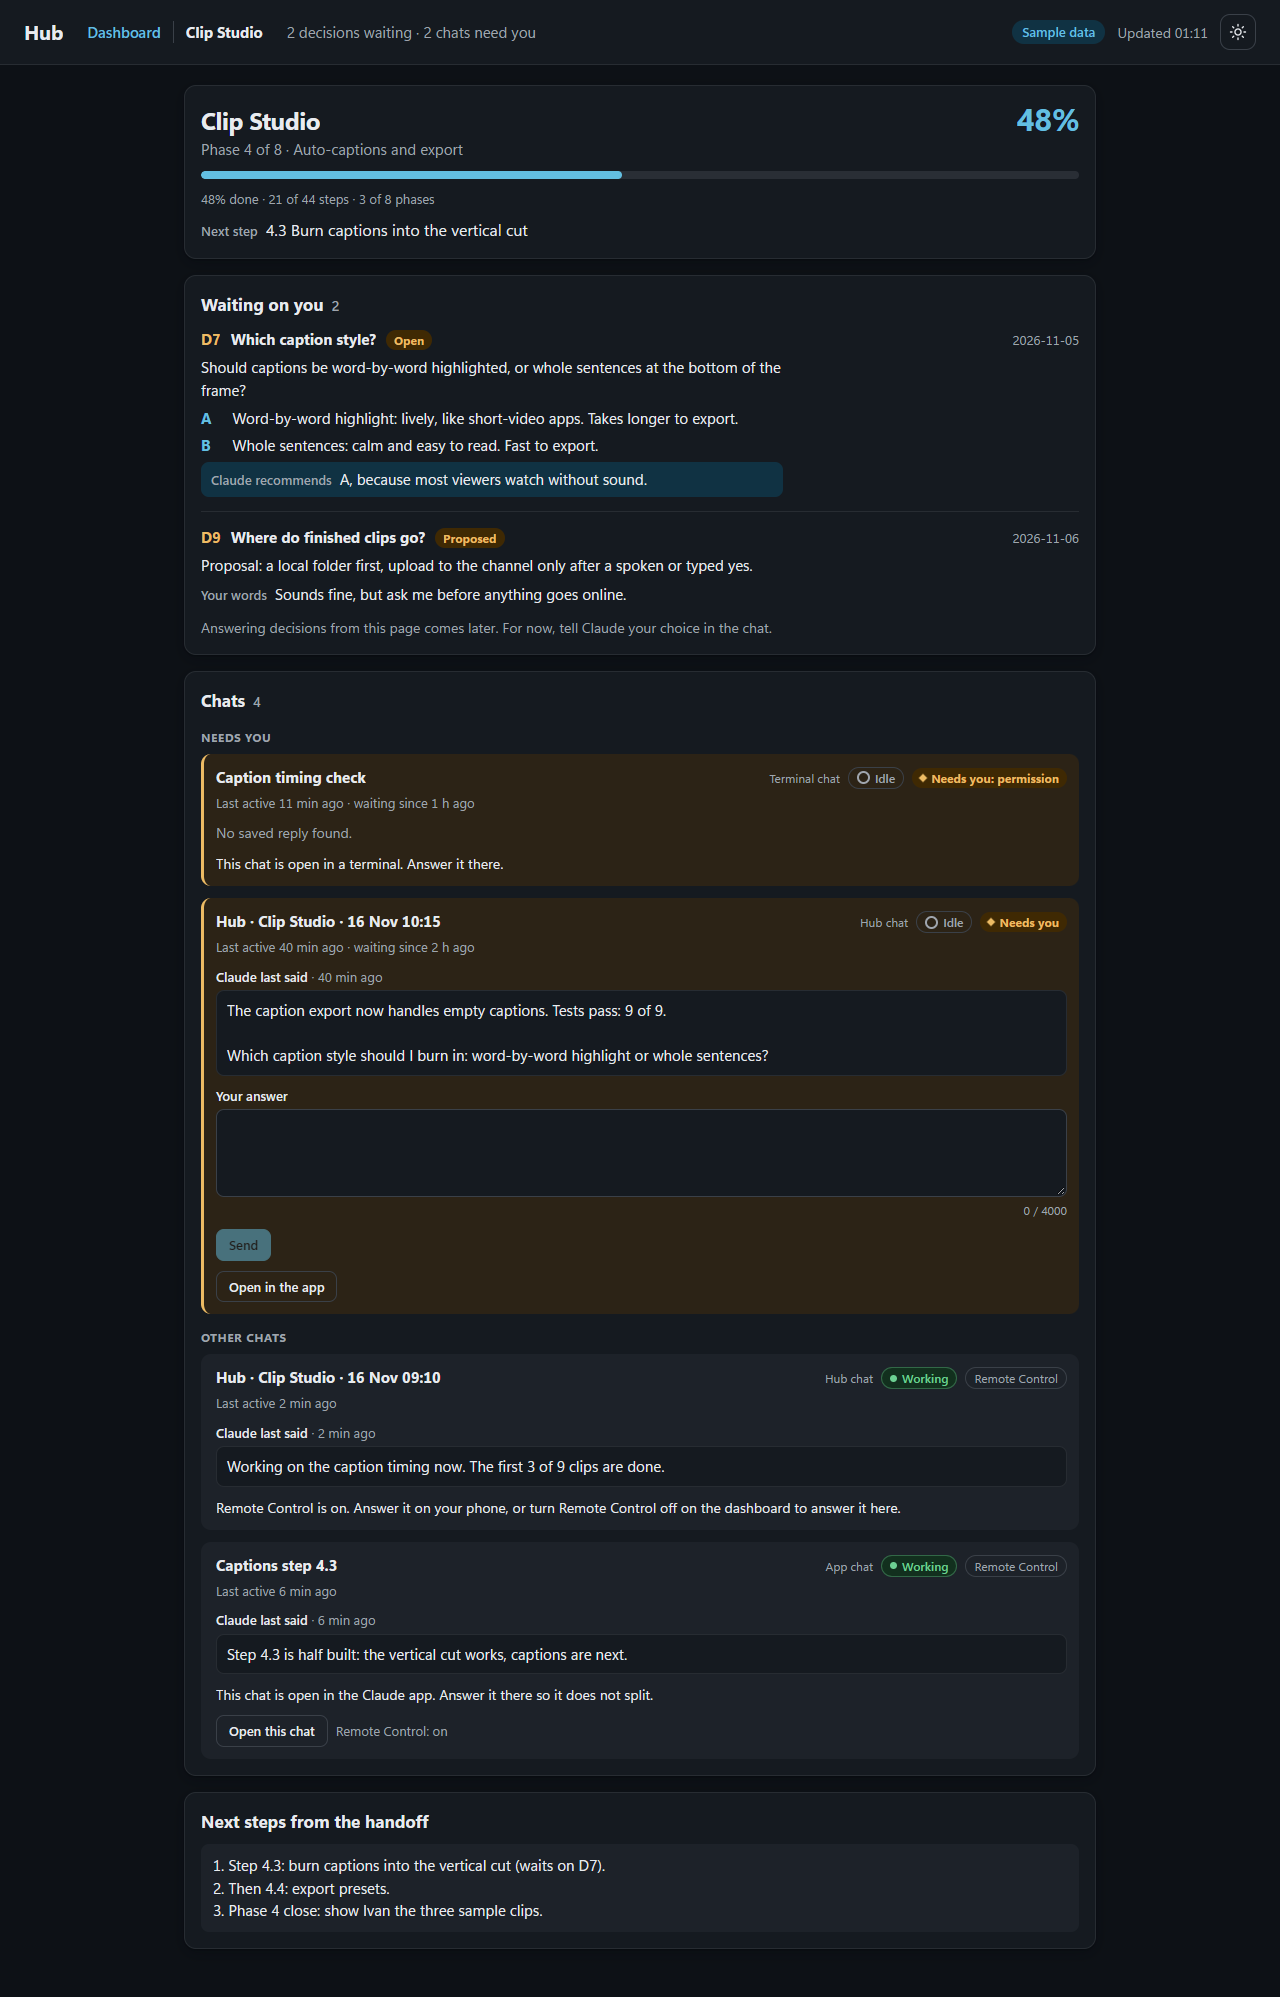 Hub Dashboard Clip Studio 2 decisions waiting · 2 chats need you Sample data Updated 01:11
Clip Studio 48%
Phase 4 of 8 · Auto-captions and export
48% done · 21 of 44 steps · 3 of 8 phases
Next step 4.3 Burn captions into the vertical cut
Waiting on you 2
D7 Which caption style? Open 2026-11-05
Should captions be word-by-word highlighted, or whole sentences at the bottom of the
frame?
A Word-by-word highlight: lively, like short-video apps. Takes longer to export.
B Whole sentences: calm and easy to read. Fast to export.
Claude recommends A, because most viewers watch without sound.
D9 Where do finished clips go? Proposed 2026-11-06
Proposal: a local folder first, upload to the channel only after a spoken or typed yes.
Your words Sounds fine, but ask me before anything goes online.
Answering decisions from this page comes later. For now, tell Claude your choice in the chat.
Chats 4
NEEDS YOU
Caption timing check Terminal chat Idle Needs you: permission
Last active 11 min ago · waiting since 1 h ago
No saved reply found.
This chat is open in a terminal. Answer it there.
Hub · Clip Studio · 16 Nov 10:15 Hub chat Idle Needs you
Last active 40 min ago · waiting since 2 h ago
Claude last said · 40 min ago
The caption export now handles empty captions. Tests pass: 9 of 9.
Which caption style should I burn in: word-by-word highlight or whole sentences?
Your answer
0 / 4000
Send
Open in the app
OTHER CHATS
Hub · Clip Studio · 16 Nov 09:10 Hub chat Working Remote Control
Last active 2 min ago
Claude last said · 2 min ago
Working on the caption timing now. The first 3 of 9 clips are done.
Remote Control is on. Answer it on your phone, or turn Remote Control off on the dashboard to answer it here.
Captions step 4.3 App chat Working Remote Control
Last active 6 min ago
Claude last said · 6 min ago
Step 4.3 is half built: the vertical cut works, captions are next.
This chat is open in the Claude app. Answer it there so it does not split.
Open this chat Remote Control: on
Next steps from the handoff
1. Step 4.3: burn captions into the vertical cut (waits on D7).
2. Then 4.4: export presets.
3. Phase 4 close: show Ivan the three sample clips.